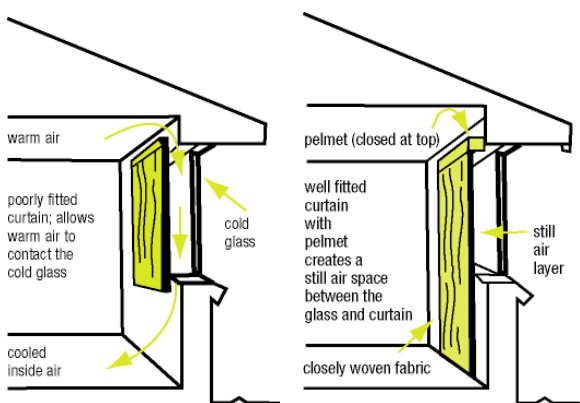 warm air
poorly fitted
curtain; allows
warm air to
contact the
cold glass
cold
glass
cooled
inside air
pelmet (closed at top)
well fitted
curtain
with
pelmet
creates a
still air space
between the
glass and curtain
still
air
layer
closely woven fabric